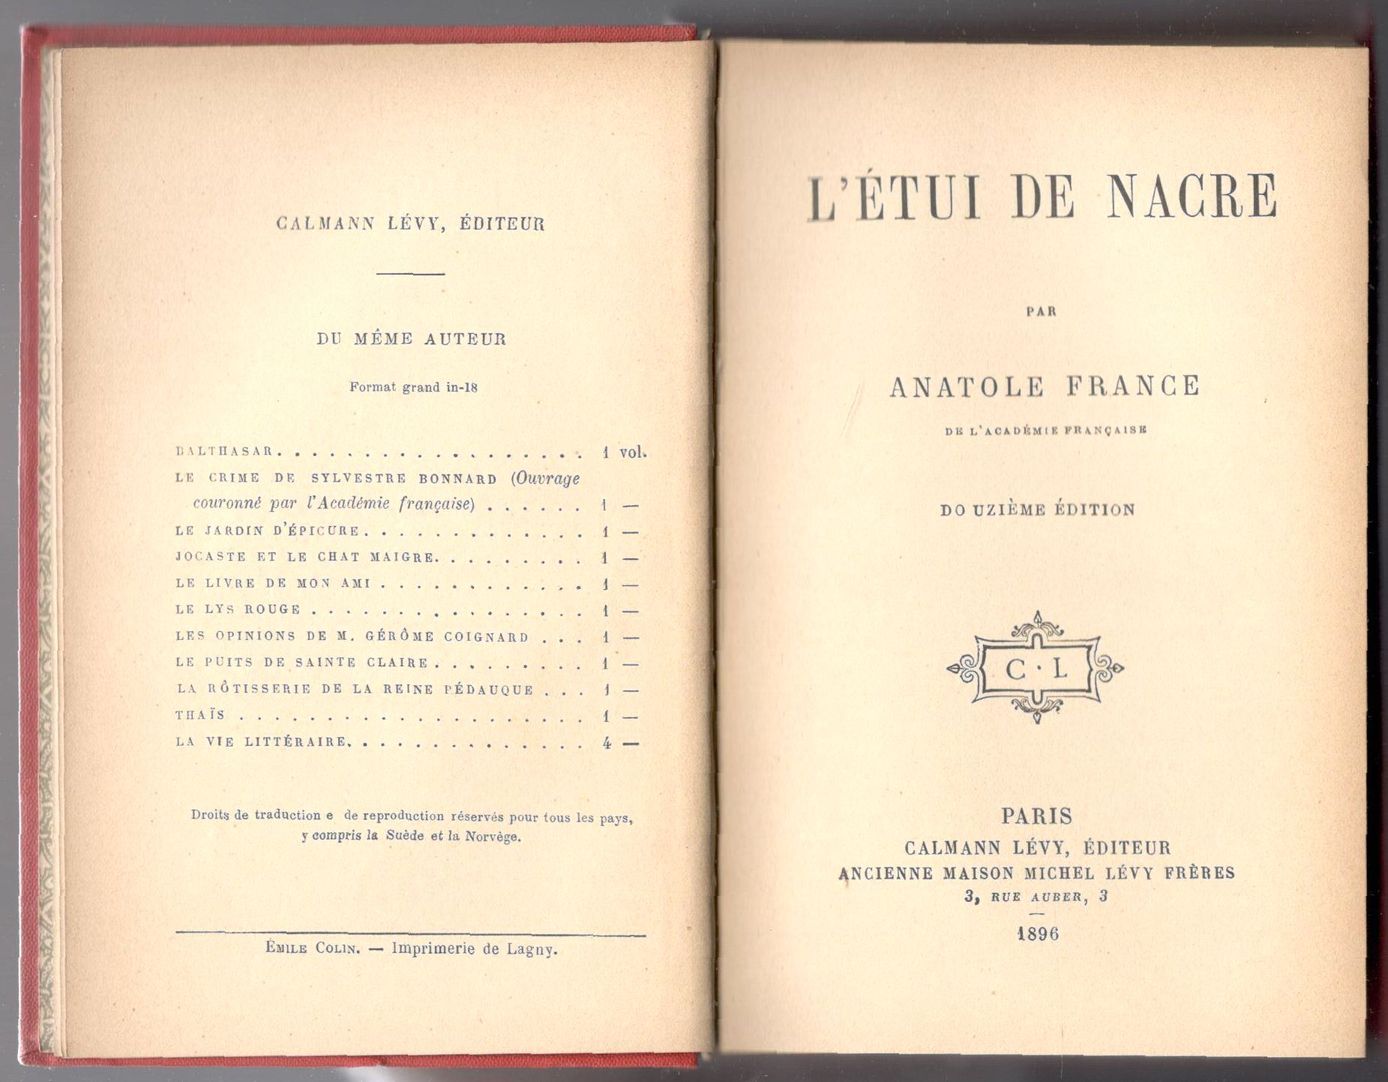 CALMANN LÉVY, ÉDITEUR
DU MÊME AUTEUR
Format grand in-18
BALTHASAR. . . . . . . . . . . . . . . . . . 1 vol.
LE CRIME DE SYLVESTRE BONNARD (Ouvrage
couronné par l'Académie française) . . . . . . 1 —
LE JARDIN D'ÉPICURE. . . . . . . . . . . . . 1 —
JOCASTE ET LE CHAT MAIGRE. . . . . . . . . 1 —
LE LIVRE DE MON AMI . . . . . . . . . . . . 1 —
LE LYS ROUGE . . . . . . . . . . . . . . . . 1 —
LES OPINIONS DE M. GÉRÔME COIGNARD . . . 1 —
LE PUITS DE SAINTE CLAIRE. . . . . . . . . 1 —
LA RÔTISSERIE DE LA REINE PÉDAUQUE . . . 1 —
THAÏS . . . . . . . . . . . . . . . . . . . . 1 —
LA VIE LITTÉRAIRE. . . . . . . . . . . . . . 4 —
Droits de traduction e de reproduction réservés pour tous les pays,
y compris la Suède et la Norvège.
ÉMILE COLIN. — Imprimerie de Lagny.
L'ÉTUI DE NACRE
PAR
ANATOLE FRANCE
DE L'ACADÉMIE FRANÇAISE
DO UZIÈME ÉDITION
C · L
PARIS
CALMANN LÉVY, ÉDITEUR
ANCIENNE MAISON MICHEL LÉVY FRÈRES
3, RUE AUBER, 3
1896